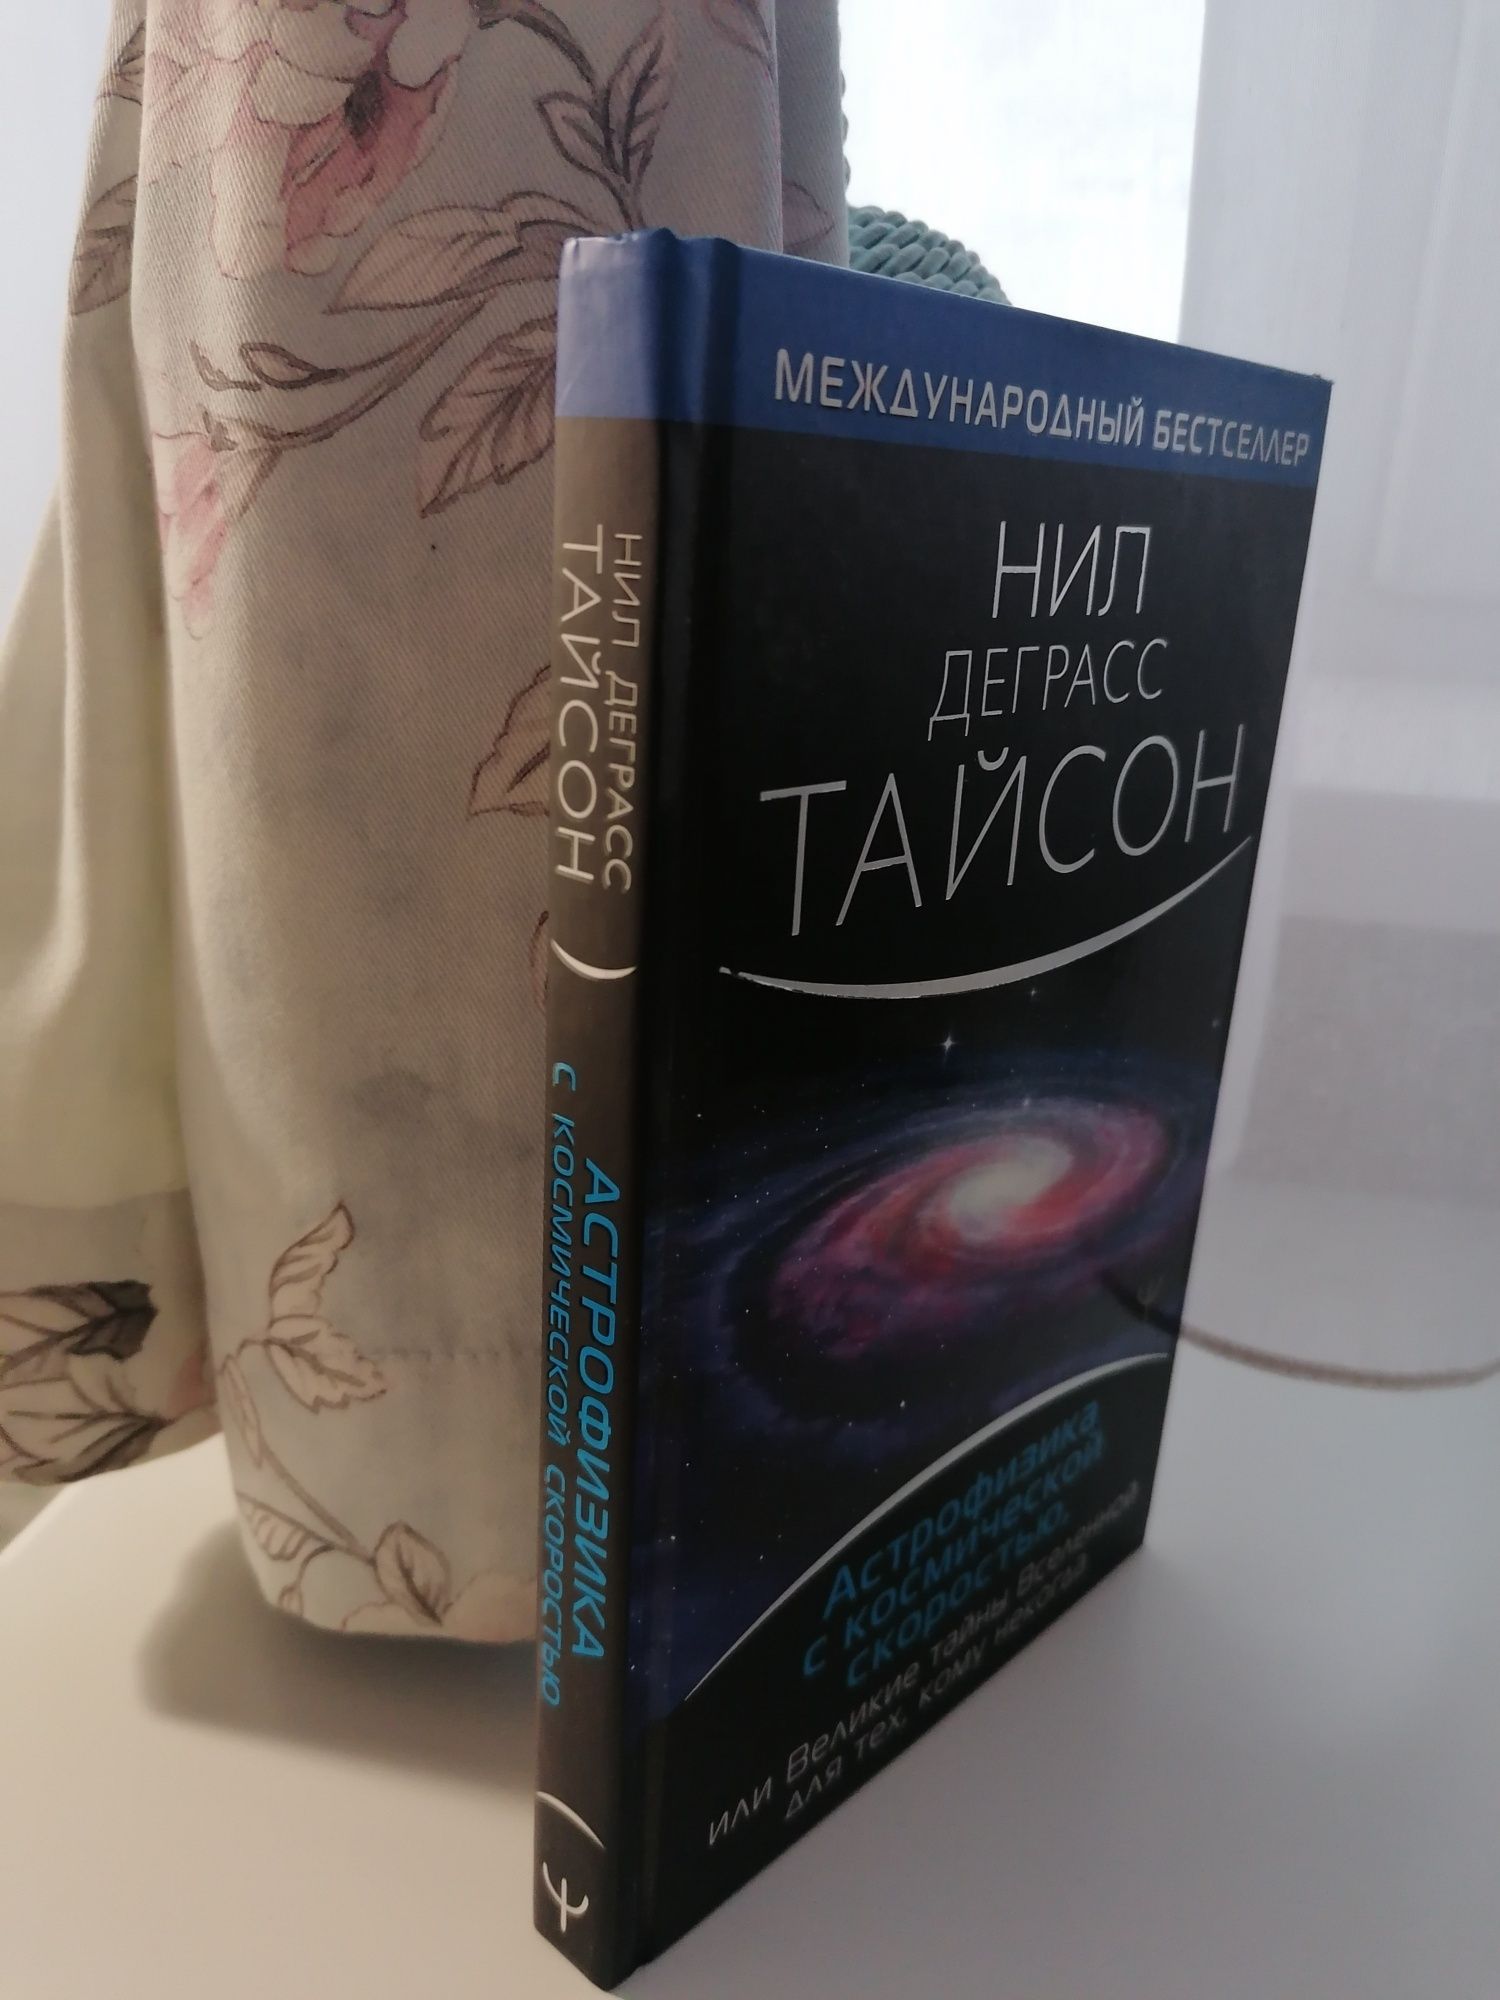 МЕЖДУНАРОДНЫЙ БЕСТСЕЛЛЕР
НИЛ
ДЕГРАСС
ТАЙСОН
Астрофизика
с космической
скоростью,
или Великие тайны Вселенной
для тех, кому некогда
НИЛ ДЕГРАСС
ТАЙСОН
АСТРОФИЗИКА
С КОСМИЧЕСКОЙ СКОРОСТЬЮ